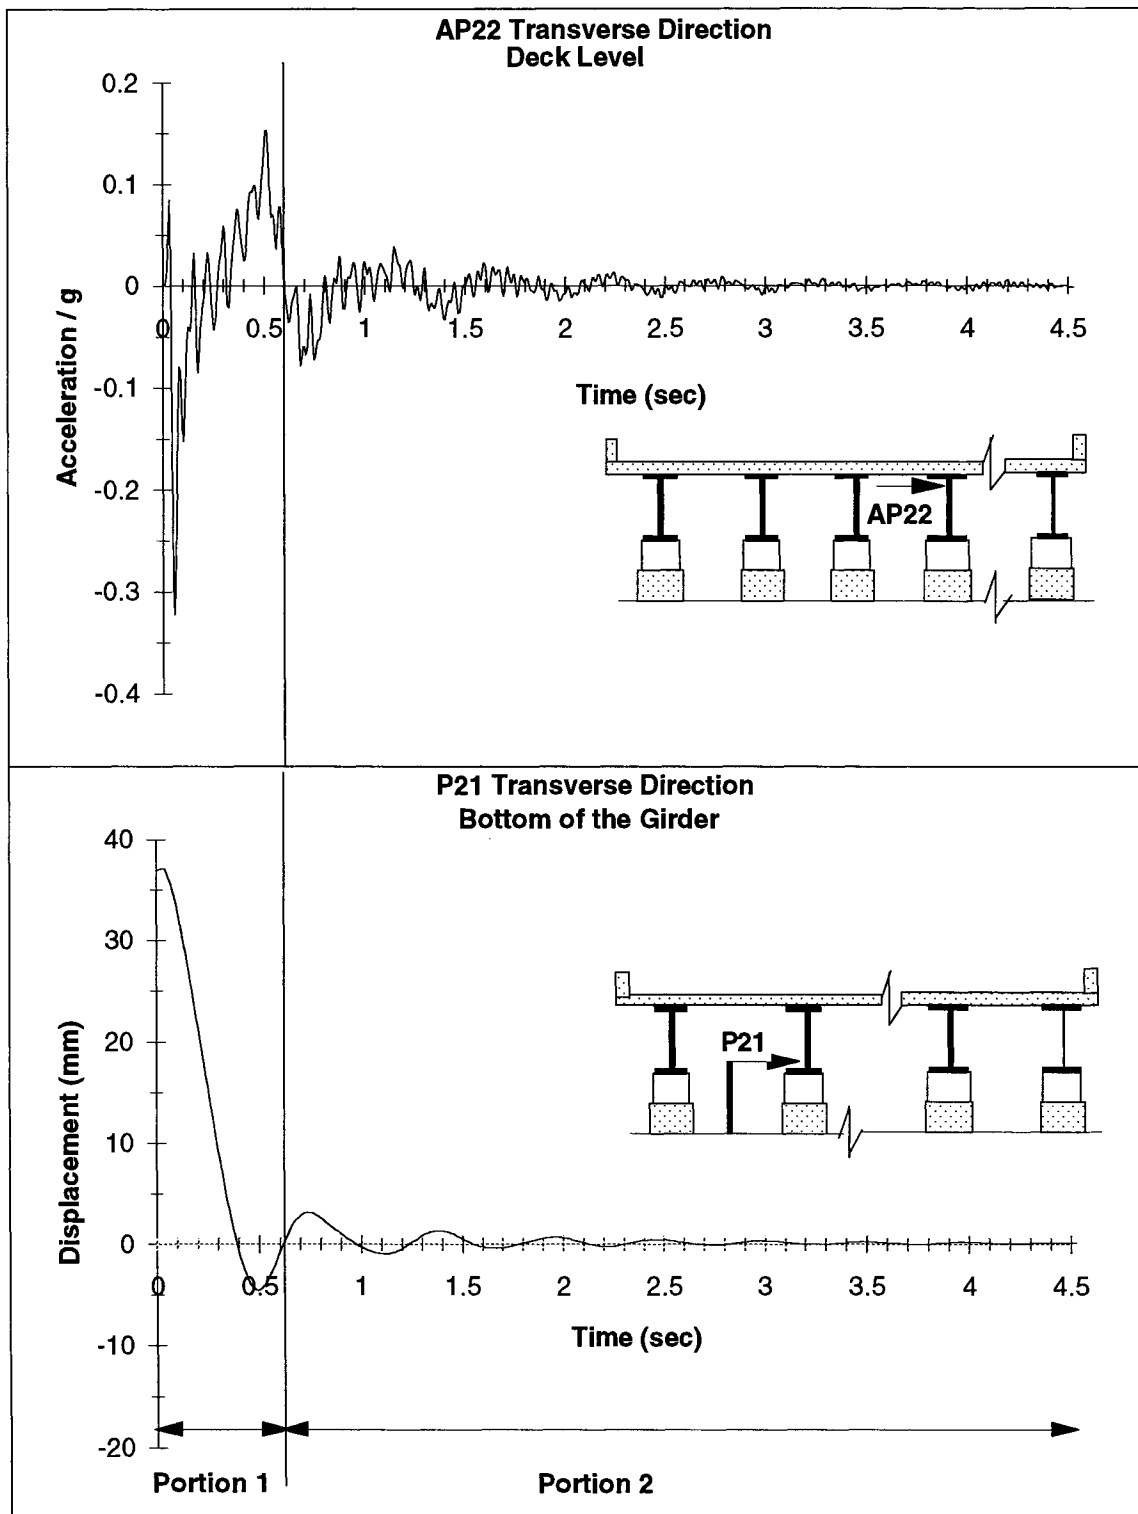 AP22 Transverse Direction
Deck Level
Acceleration / g
0.2
0.1
0
-0.1
-0.2
-0.3
-0.4
0 0.5 1 1.5 2 2.5 3 3.5 4 4.5
Time (sec)
AP22
P21 Transverse Direction
Bottom of the Girder
Displacement (mm)
40
30
20
10
0
-10
-20
0 0.5 1 1.5 2 2.5 3 3.5 4 4.5
Time (sec)
P21
Portion 1 Portion 2